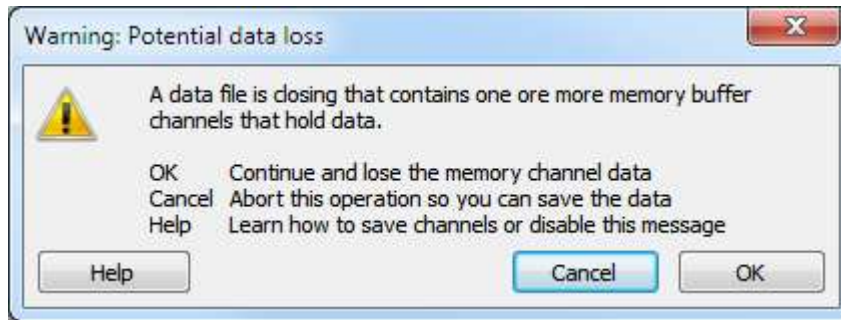 Warning: Potential data loss
A data file is closing that contains one ore more memory buffer
channels that hold data.
OK Continue and lose the memory channel data
Cancel Abort this operation so you can save the data
Help Learn how to save channels or disable this message
Help Cancel OK